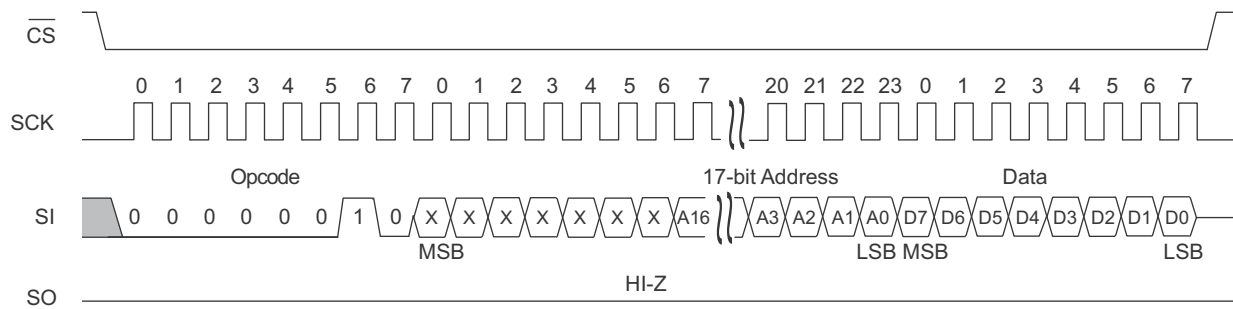 CS
0 1 2 3 4 5 6 7 0 1 2 3 4 5 6 7 20 21 22 23 0 1 2 3 4 5 6 7
SCK
Opcode 17-bit Address Data
SI 0 0 0 0 0 0 1 0 X X X X X X X A16 A3 A2 A1 A0 D7 D6 D5 D4 D3 D2 D1 D0
MSB LSB MSB LSB
HI-Z
SO